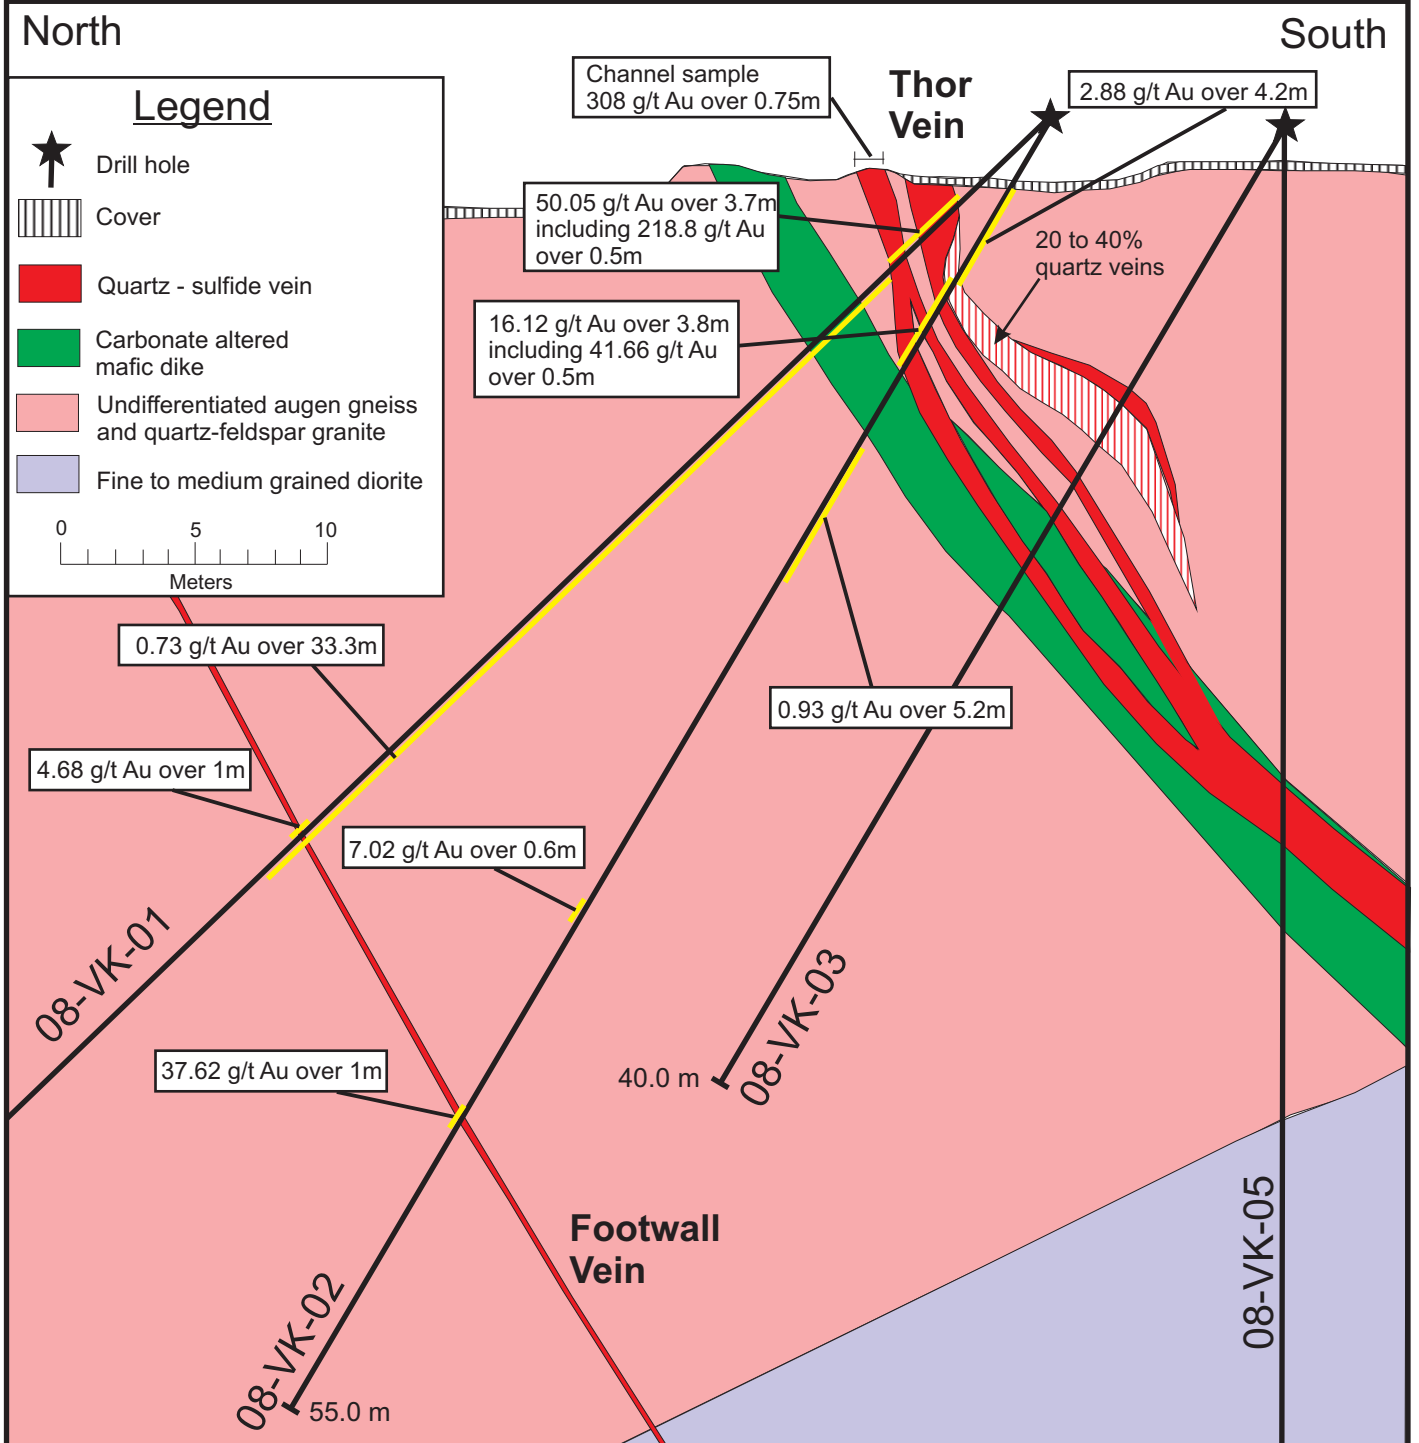 North
South
Legend
Drill hole
Cover
Quartz - sulfide vein
Carbonate altered
mafic dike
Undifferentiated augen gneiss
and quartz-feldspar granite
Fine to medium grained diorite
0 5 10
Meters
Channel sample
308 g/t Au over 0.75m
Thor
Vein
2.88 g/t Au over 4.2m
50.05 g/t Au over 3.7m
including 218.8 g/t Au
over 0.5m
20 to 40%
quartz veins
16.12 g/t Au over 3.8m
including 41.66 g/t Au
over 0.5m
0.73 g/t Au over 33.3m
0.93 g/t Au over 5.2m
4.68 g/t Au over 1m
7.02 g/t Au over 0.6m
08-VK-01
08-VK-03
40.0 m
37.62 g/t Au over 1m
Footwall
Vein
08-VK-05
08-VK-02
55.0 m